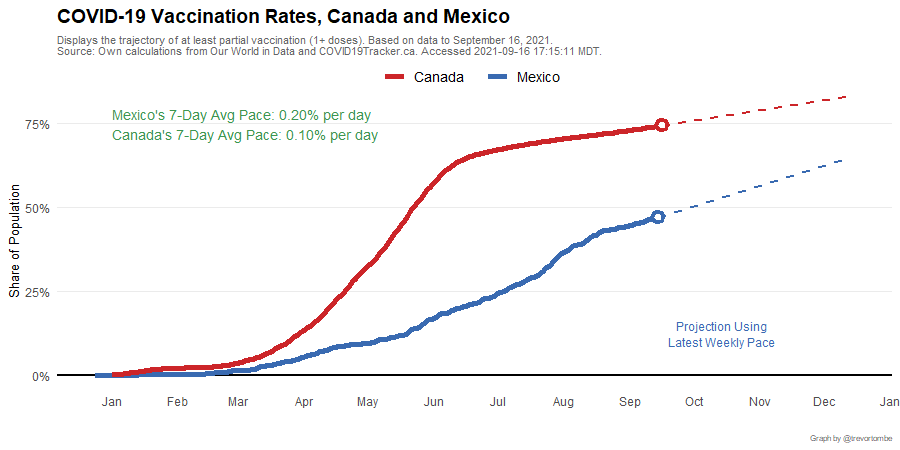 COVID-19 Vaccination Rates, Canada and Mexico
Displays the trajectory of at least partial vaccination (1+ doses). Based on data to September 16, 2021.
Source: Own calculations from Our World in Data and COVID19Tracker.ca. Accessed 2021-09-16 17:15:11 MDT.
Canada Mexico
Mexico's 7-Day Avg Pace: 0.20% per day
Canada's 7-Day Avg Pace: 0.10% per day
Share of Population
75%
50%
25%
0%
Projection Using
Latest Weekly Pace
Jan Feb Mar Apr May Jun Jul Aug Sep Oct Nov Dec Jan
Graph by @trevortombe